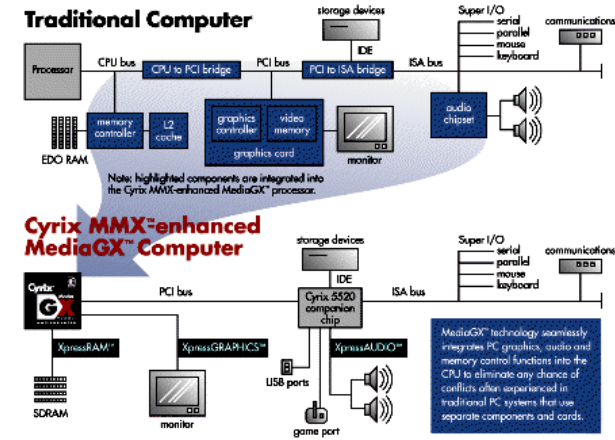 Traditional Computer
storage devices
Super I/O
serial
parallel
mouse
keyboard
communications
IDE
Processor
CPU bus
CPU to PCI bridge
PCI bus
PCI to ISA bridge
ISA bus
memory
controller
L2
cache
graphics
controller
video
memory
graphics card
audio
chipset
EDO RAM
monitor
Note: highlighted components are integrated into
the Cyrix MMX-enhanced MediaGX™ processor.
Cyrix MMX™-enhanced
MediaGX™ Computer
storage devices
Super I/O
serial
parallel
mouse
keyboard
communications
IDE
Cyrix
GX
PCI bus
Cyrix 5520
companion
chip
ISA bus
XpressRAM™
XpressGRAPHICS™
XpressAUDIO™
USB ports
SDRAM
monitor
game port
MediaGX™ technology seamlessly
integrates PC graphics, audio and
memory control functions into the
CPU to eliminate any chance of
conflicts often experienced in
traditional PC systems that use
separate components and cards.